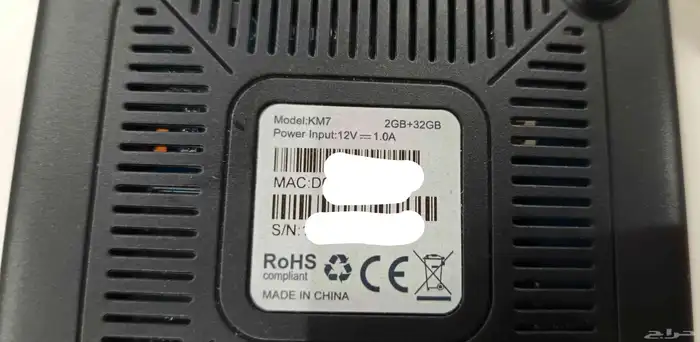 Model:KM7 2GB+32GB
Power Input:12V⎓1.0A
MAC:D
S/N:
RoHS
compliant
CE
MADE IN CHINA
حراج